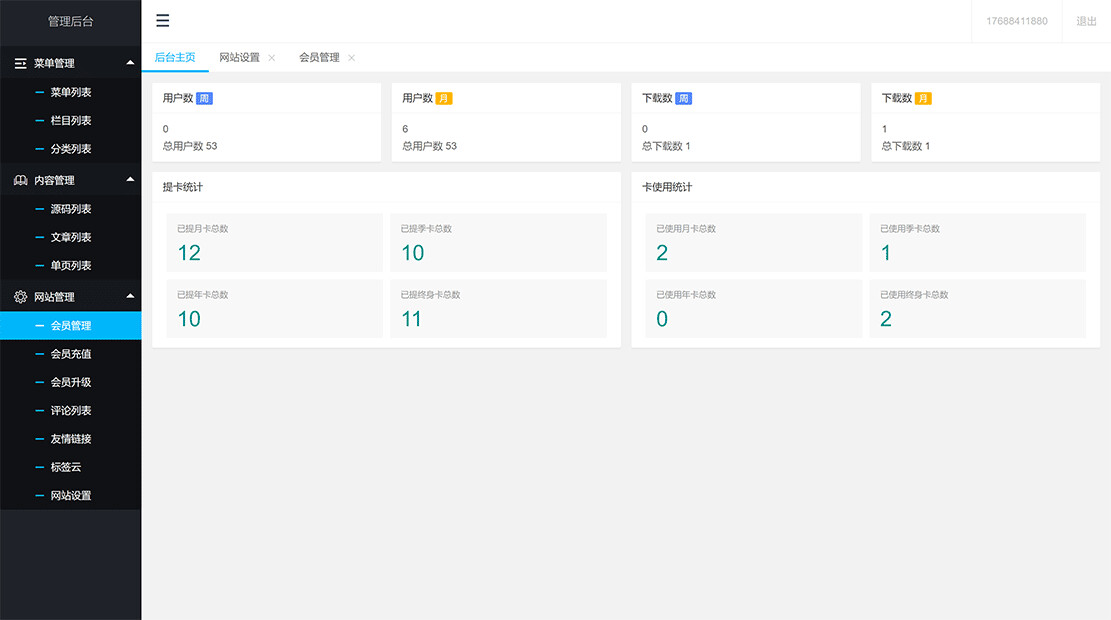 管理后台
17688411880
退出
菜单管理
菜单列表
栏目列表
分类列表
内容管理
源码列表
文章列表
单页列表
网站管理
会员管理
会员充值
会员升级
评论列表
友情链接
标签云
网站设置
后台主页
网站设置
会员管理
用户数 周
0
总用户数 53
用户数 月
6
总用户数 53
下载数 周
0
总下载数 1
下载数 月
1
总下载数 1
提卡统计
已提月卡总数
12
已提季卡总数
10
已提年卡总数
10
已提终身卡总数
11
卡使用统计
已使用月卡总数
2
已使用季卡总数
1
已使用年卡总数
0
已使用终身卡总数
2